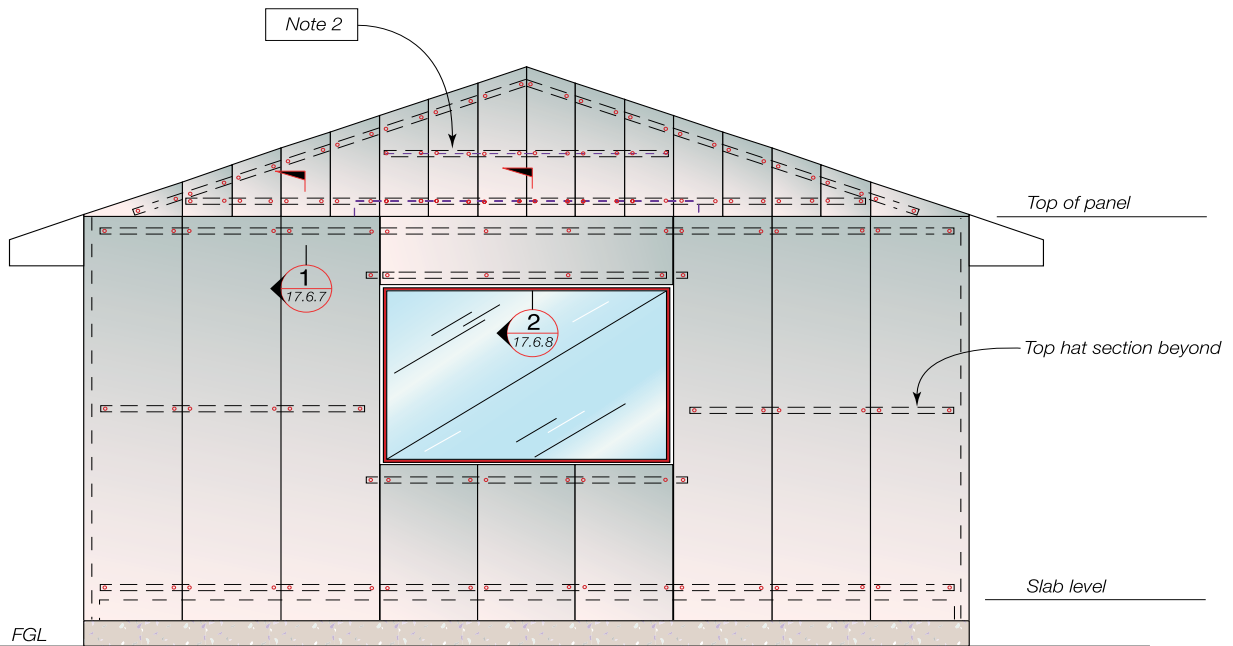 Note 2
Top of panel
1
17.6.7
2
17.6.8
Top hat section beyond
Slab level
FGL